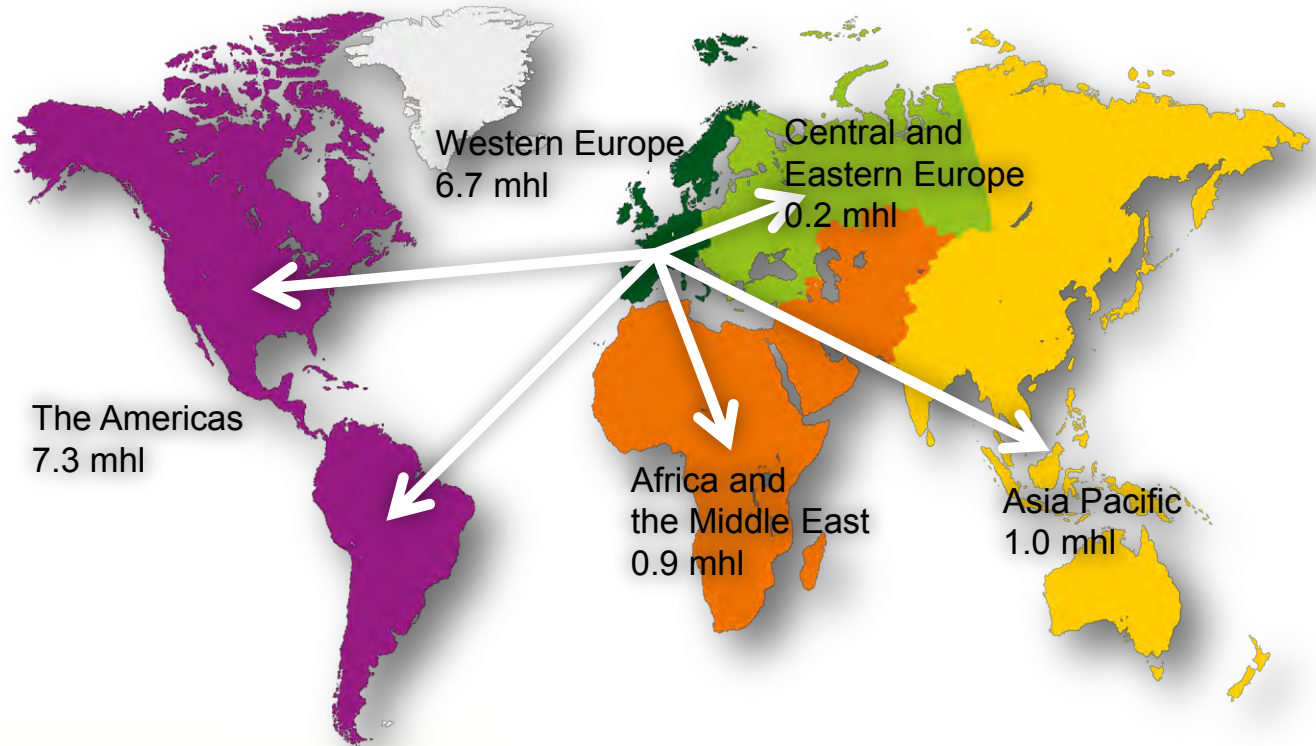 Western Europe
6.7 mhl
Central and
Eastern Europe
0.2 mhl
The Americas
7.3 mhl
Africa and
the Middle East
0.9 mhl
Asia Pacific
1.0 mhl